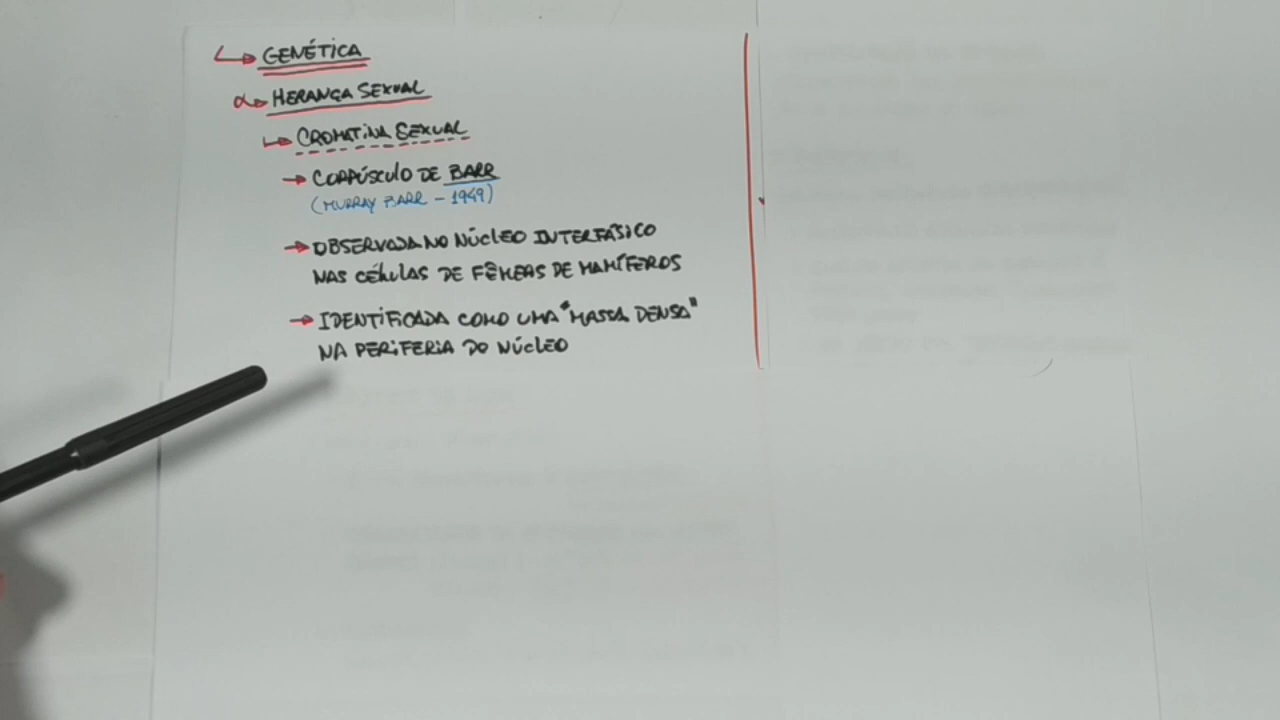 GENÉTICA
HERANÇA SEXUAL
CROMATINA SEXUAL
CORPÚSCULO DE BARR
(MURRAY BARR - 1949)
OBSERVADA NO NÚCLEO INTERFÁSICO
NAS CÉLULAS DE FÊMEAS DE MAMÍFEROS
IDENTIFICADA COMO UMA "MASSA DENSA"
NA PERIFERIA DO NÚCLEO